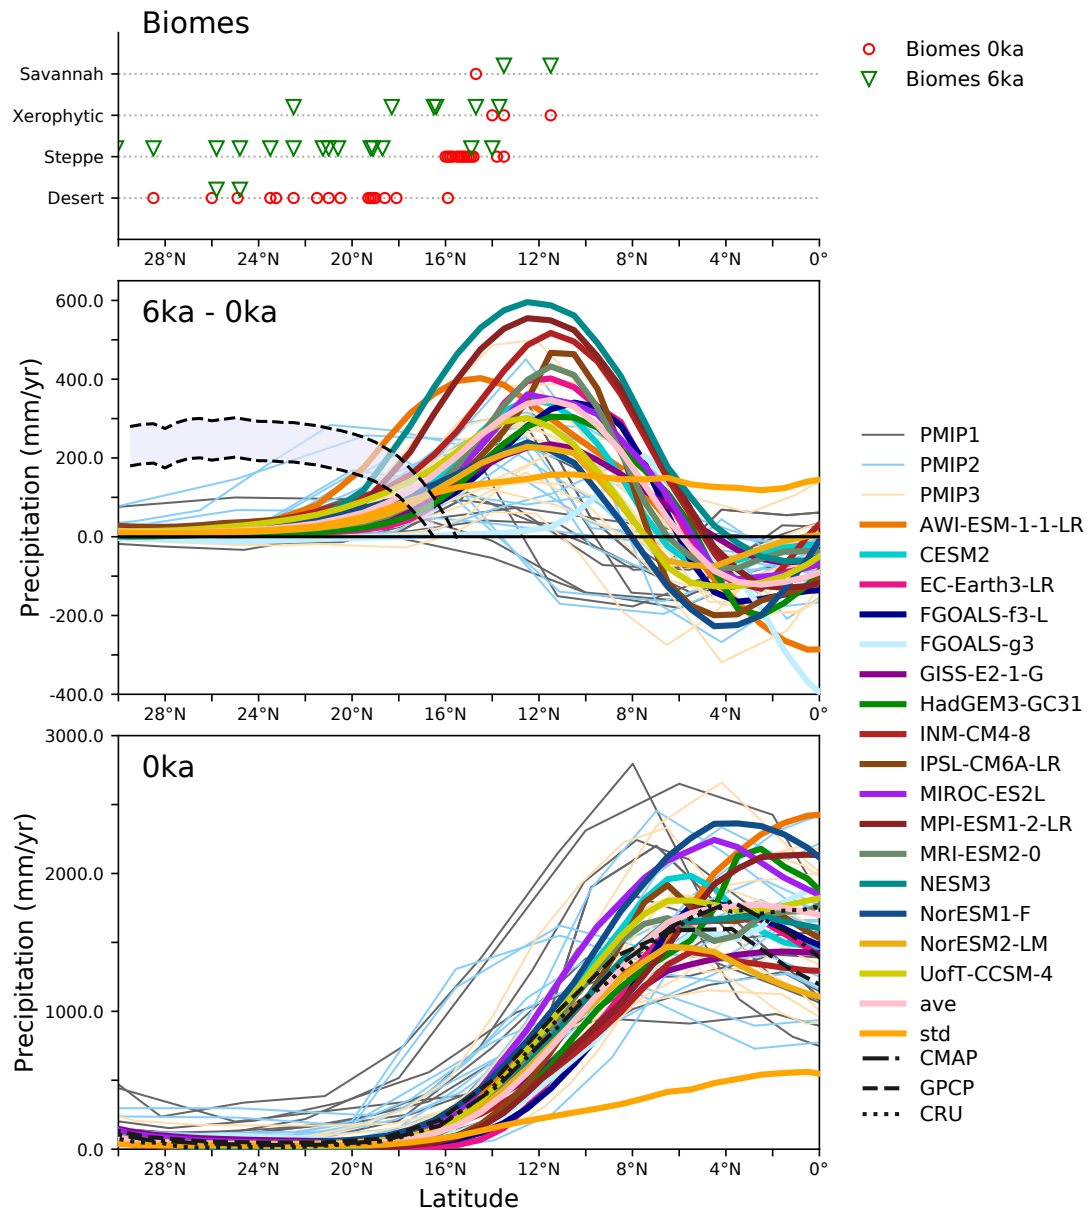 Biomes
Savannah
Xerophytic
Steppe
Desert
28°N 24°N 20°N 16°N 12°N 8°N 4°N 0°
Biomes 0ka
Biomes 6ka
6ka - 0ka
Precipitation (mm/yr)
600.0
400.0
200.0
0.0
-200.0
-400.0
28°N 24°N 20°N 16°N 12°N 8°N 4°N 0°
0ka
Precipitation (mm/yr)
3000.0
2000.0
1000.0
0.0
28°N 24°N 20°N 16°N 12°N 8°N 4°N 0°
Latitude
PMIP1
PMIP2
PMIP3
AWI-ESM-1-1-LR
CESM2
EC-Earth3-LR
FGOALS-f3-L
FGOALS-g3
GISS-E2-1-G
HadGEM3-GC31
INM-CM4-8
IPSL-CM6A-LR
MIROC-ES2L
MPI-ESM1-2-LR
MRI-ESM2-0
NESM3
NorESM1-F
NorESM2-LM
UofT-CCSM-4
ave
std
CMAP
GPCP
CRU